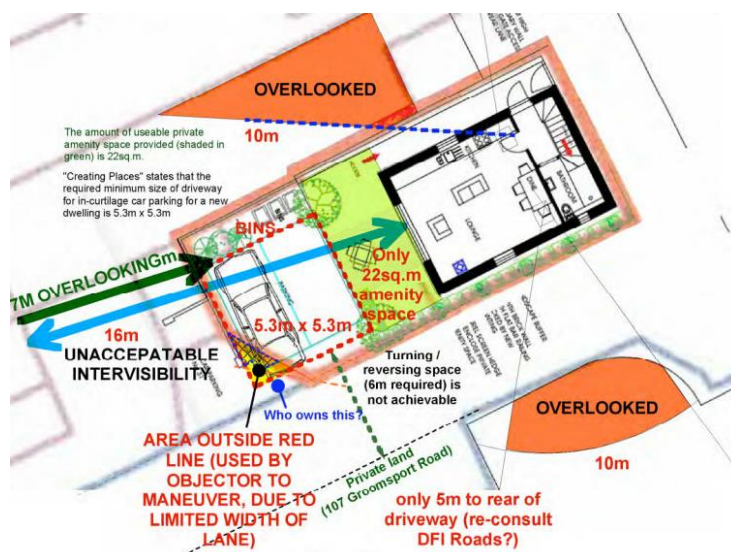 OVERLOOKED
10m
The amount of useable private
amenity space provided (shaded in
green) is 22sq.m.
"Creating Places" states that the
required minimum size of driveway
for in-curtilage car parking for a new
dwelling is 5.3m x 5.3m
KITCHEN
DINE
BATHROOM
LOUNGE
BINS
BINS
PARKING
Only
22sq.m
amenity
space
7M OVERLOOKINGm
16m
5.3m x 5.3m
UNACCEPATABLE
INTERVISIBILITY
Turning /
reversing space
(6m required) is
not achievable
Who owns this?
AREA OUTSIDE RED
LINE (USED BY
OBJECTOR TO
MANEUVER, DUE TO
LIMITED WIDTH OF
LANE)
Private land
(107 Groomsport Road)
OVERLOOKED
10m
only 5m to rear of
driveway (re-consult
DFI Roads?)